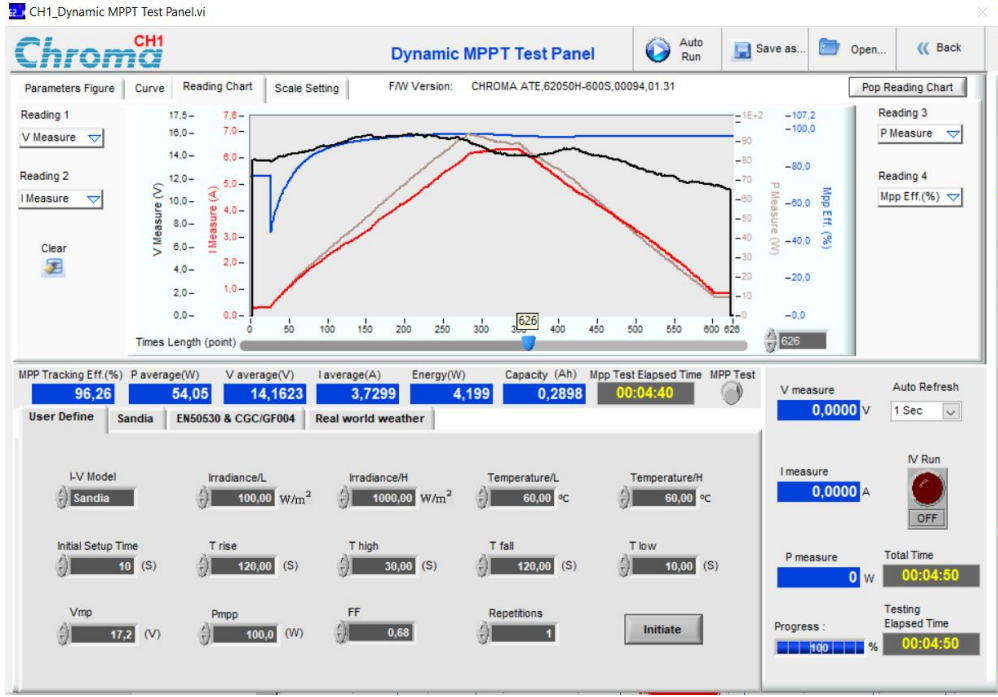 CH1_Dynamic MPPT Test Panel.vi
Chroma CH1
Dynamic MPPT Test Panel
Auto Run
Save as...
Open...
Back
Parameters Figure
Curve
Reading Chart
Scale Setting
F/W Version: CHROMA ATE,62050H-600S,00094,01.31
Pop Reading Chart
Reading 1
V Measure
Reading 2
I Measure
Clear
17,5
16,0
14,0
12,0
10,0
8,0
6,0
4,0
2,0
0,0
V Measure (V)
7,6
7,0
6,0
5,0
4,0
3,0
2,0
1,0
0,0
I Measure (A)
1E+2
90
80
70
60
50
40
30
20
10
0
P Measure (W)
107,2
100,0
80,0
60,0
40,0
20,0
0,0
Mpp Eff. (%)
Reading 3
P Measure
Reading 4
Mpp Eff.(%)
0 50 100 150 200 250 300 350 400 450 500 550 600 626
626
Times Length (point)
626
MPP Tracking Eff.(%) P average(W) V average(V) I average(A) Energy(W) Capacity (Ah) Mpp Test Elapsed Time MPP Test
96,26 54,05 14,1623 3,7299 4,199 0,2898 00:04:40
User Define
Sandia
EN50530 & CGC/GF004
Real world weather
I-V Model Irradiance/L Irradiance/H Temperature/L Temperature/H
Sandia 100,00 W/m² 1000,00 W/m² 60,00 ºC 60,00 ºC
Initial Setup Time T rise T high T fall T low
10 (S) 120,00 (S) 30,00 (S) 120,00 (S) 10,00 (S)
Vmp Pmpp FF Repetitions
17,2 (V) 100,0 (W) 0,68 1
Initiate
V measure
0,0000 V
Auto Refresh
1 Sec
I measure
0,0000 A
IV Run
OFF
P measure
0 W
Total Time
00:04:50
Progress :
100 %
Testing
Elapsed Time
00:04:50